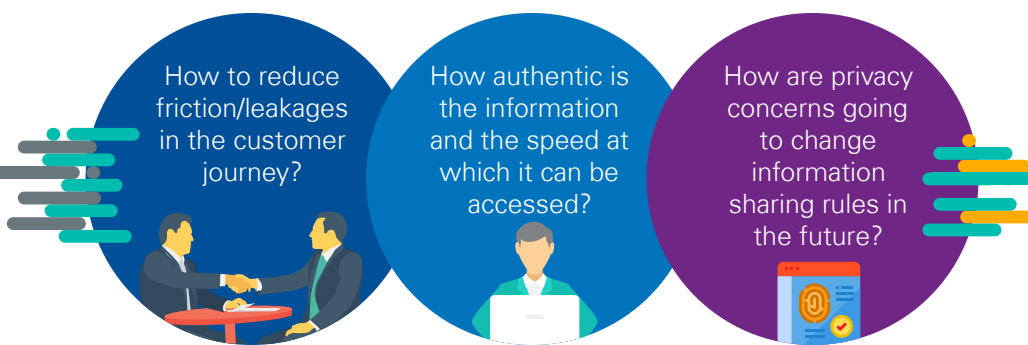 How to reduce
friction/leakages
in the customer
journey?
How authentic is
the information
and the speed at
which it can be
accessed?
How are privacy
concerns going
to change
information
sharing rules in
the future?